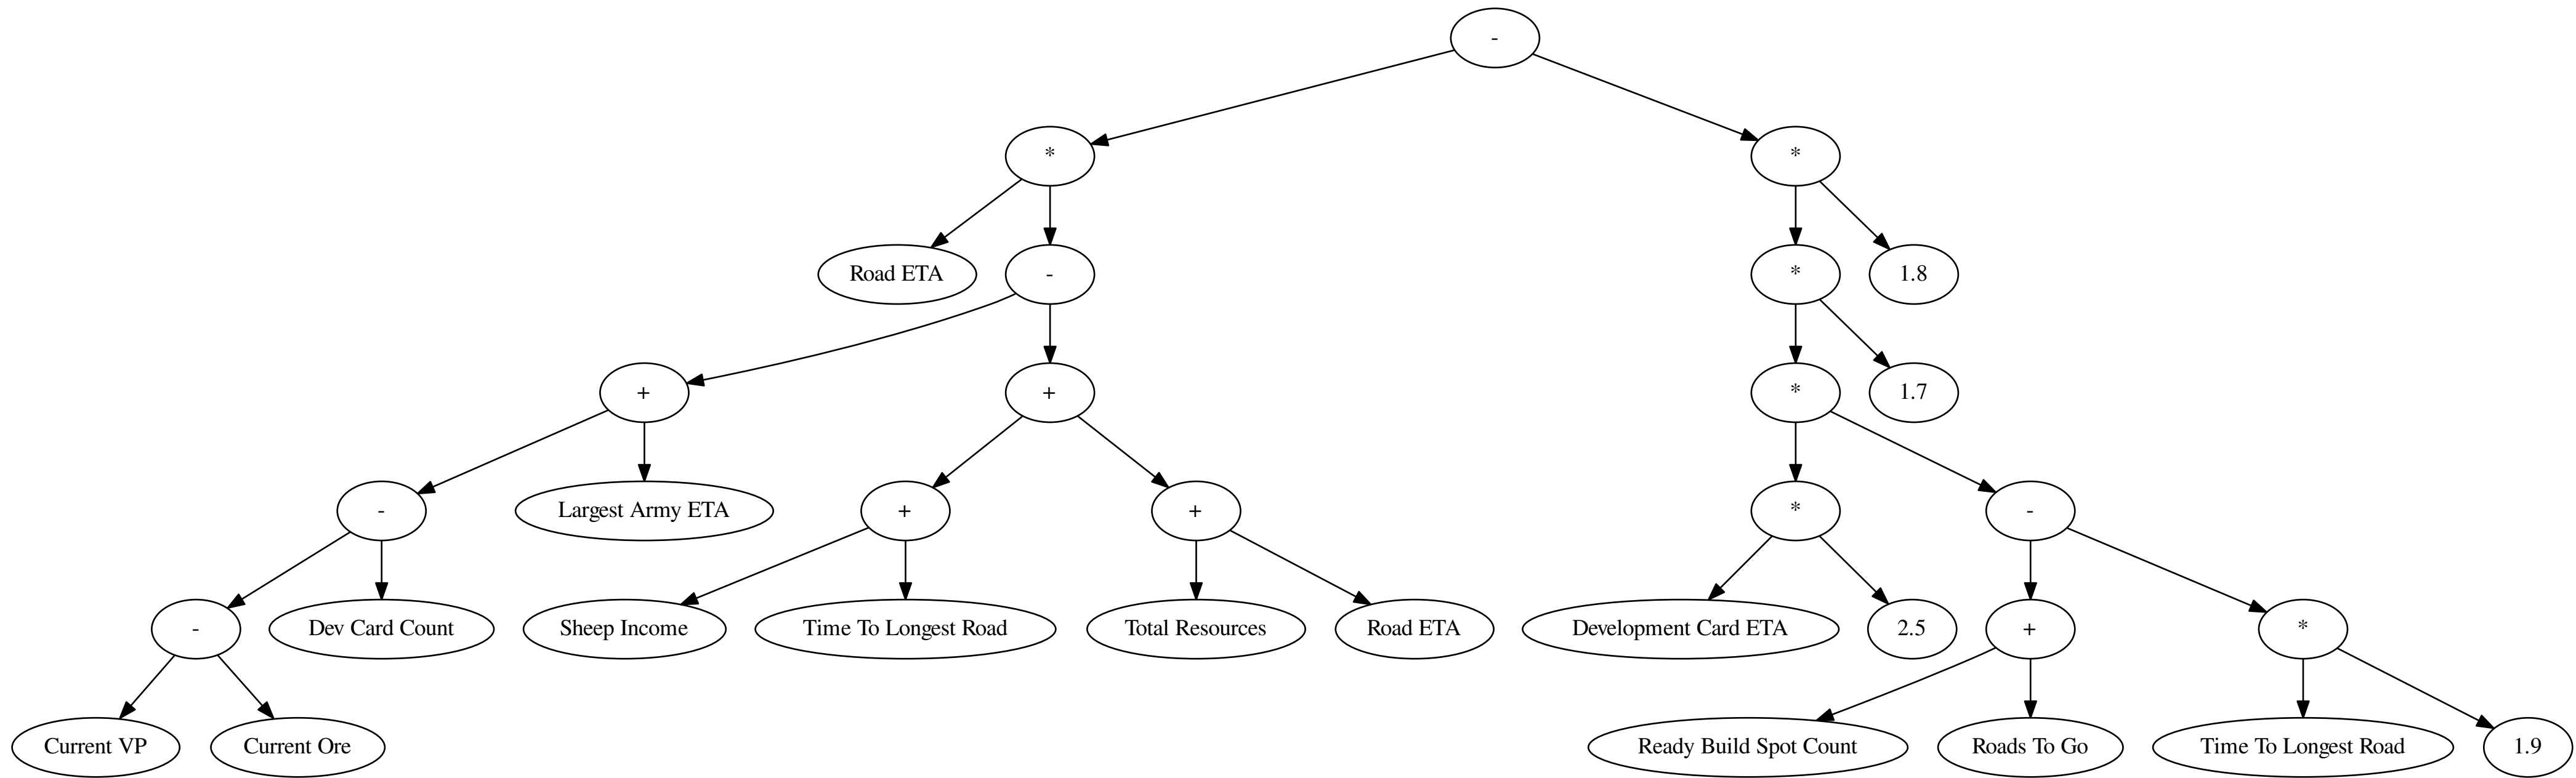 -
*
*
Road ETA
-
*
1.8
+
+
*
1.7
-
Largest Army ETA
+
+
*
-
-
Dev Card Count
Sheep Income
Time To Longest Road
Total Resources
Road ETA
Development Card ETA
2.5
+
*
Current VP
Current Ore
Ready Build Spot Count
Roads To Go
Time To Longest Road
1.9